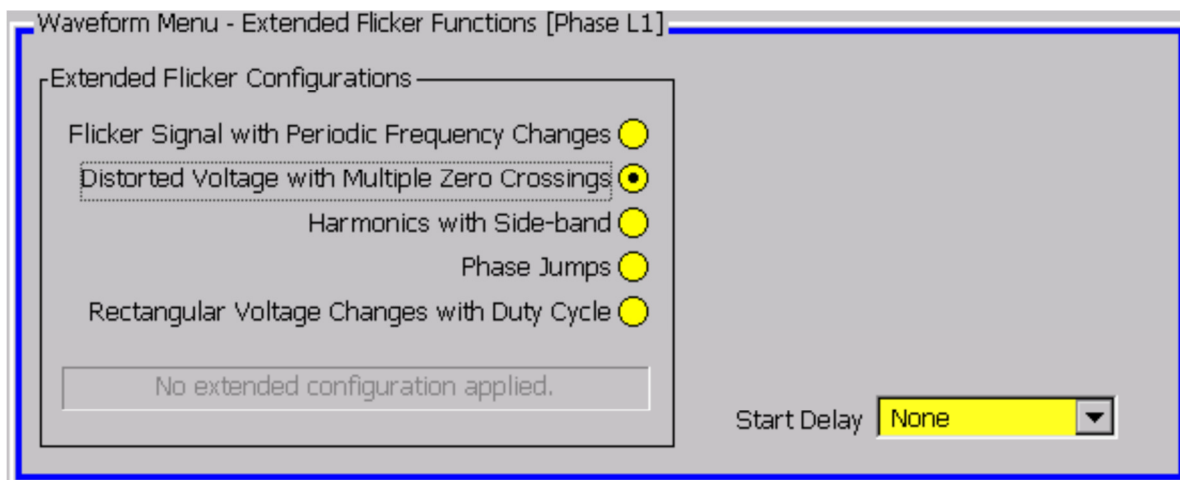 Waveform Menu - Extended Flicker Functions [Phase L1]
Extended Flicker Configurations
Flicker Signal with Periodic Frequency Changes
Distorted Voltage with Multiple Zero Crossings
Harmonics with Side-band
Phase Jumps
Rectangular Voltage Changes with Duty Cycle
No extended configuration applied.
Start Delay None